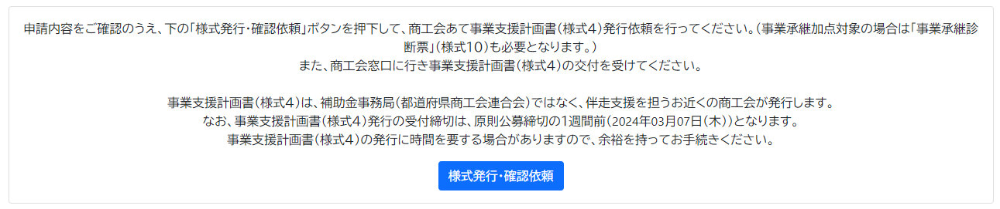 申請内容をご確認のうえ、下の「様式発行・確認依頼」ボタンを押下して、商工会あて事業支援計画書（様式４）発行依頼を行ってください。（事業承継加点対象の場合は「事業承継診
断票」（様式１０）も必要となります。）
また、商工会窓口に行き事業支援計画書（様式４）の交付を受けてください。
事業支援計画書（様式４）は、補助金事務局（都道府県商工会連合会）ではなく、伴走支援を担うお近くの商工会が発行します。
なお、事業支援計画書（様式４）発行の受付締切は、原則公募締切の１週間前（2024年03月07日（木））となります。
事業支援計画書（様式４）の発行に時間を要する場合がありますので、余裕を持ってお手続きください。
様式発行・確認依頼